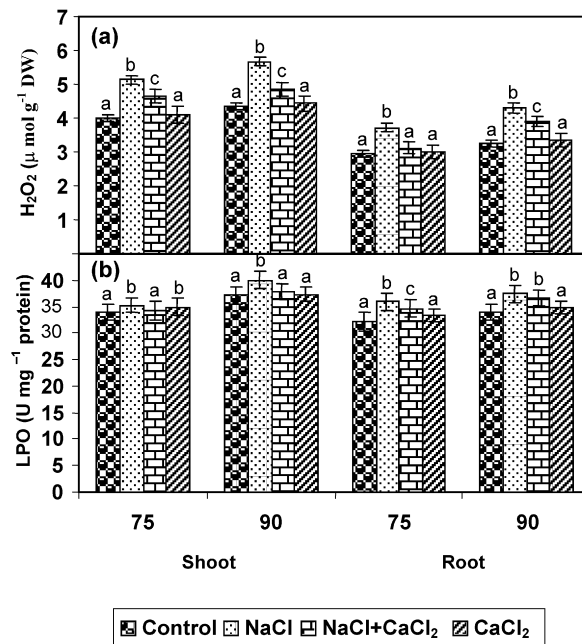 (a)
H₂O₂ (μ mol g⁻¹ DW)
7
6
5
4
3
2
1
a b c a
a b c a
a b a a
a b c a
(b)
LPO (U mg ⁻¹ protein)
40
35
30
25
20
15
10
5
0
a b a b
a b a a
a b c a
a b b a
75 90 75 90
Shoot Root
Control NaCl NaCl+CaCl₂ CaCl₂